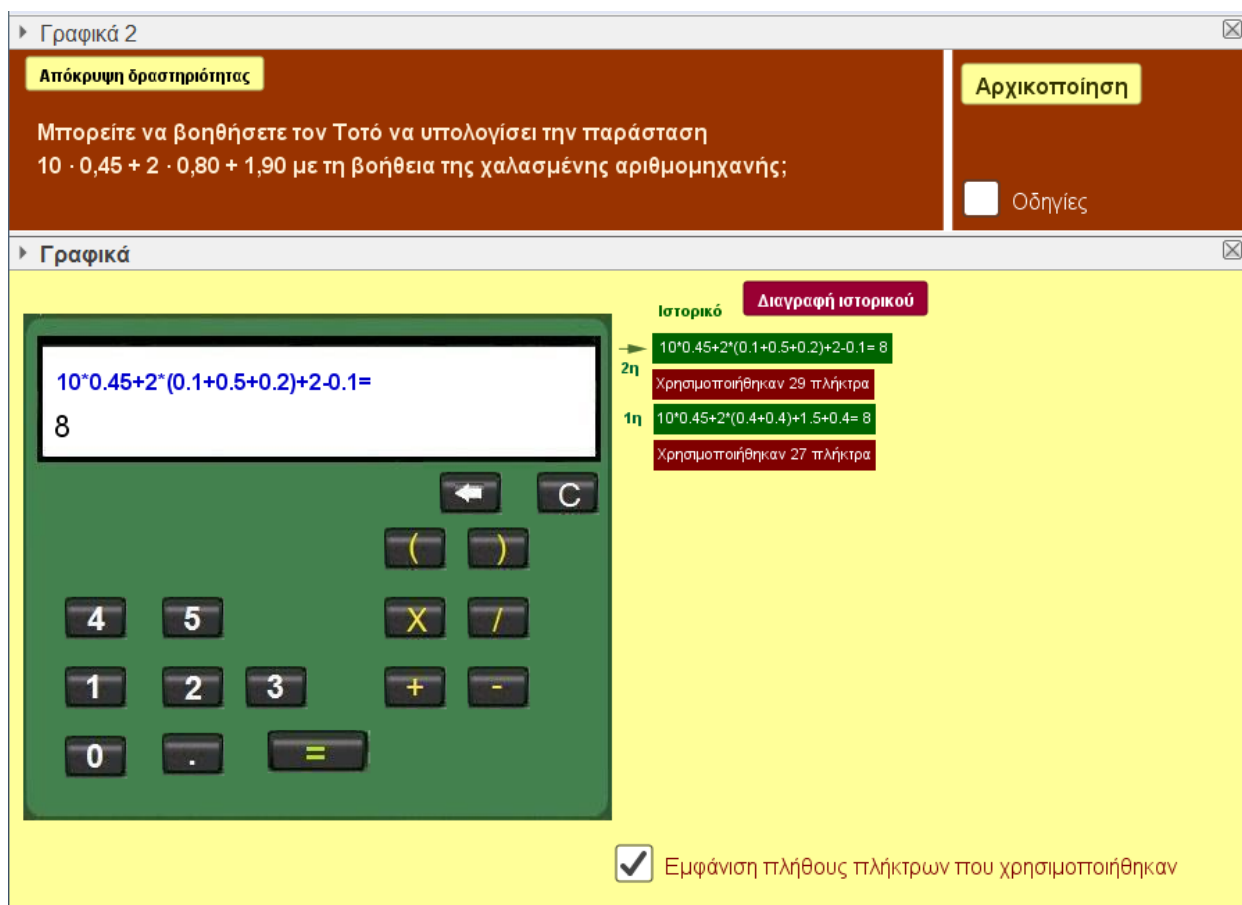 Γραφικά 2
Απόκρυψη δραστηριότητας
Μπορείτε να βοηθήσετε τον Τοτό να υπολογίσει την παράσταση
10 · 0,45 + 2 · 0,80 + 1,90 με τη βοήθεια της χαλασμένης αριθμομηχανής;
Αρχικοποίηση
Οδηγίες
Γραφικά
10*0.45+2*(0.1+0.5+0.2)+2-0.1=
8
C
( )
4 5 X /
1 2 3 + -
0 . =
Ιστορικό
Διαγραφή ιστορικού
10*0.45+2*(0.1+0.5+0.2)+2-0.1= 8
2η
Χρησιμοποιήθηκαν 29 πλήκτρα
1η 10*0.45+2*(0.4+0.4)+1.5+0.4= 8
Χρησιμοποιήθηκαν 27 πλήκτρα
Εμφάνιση πλήθους πλήκτρων που χρησιμοποιήθηκαν